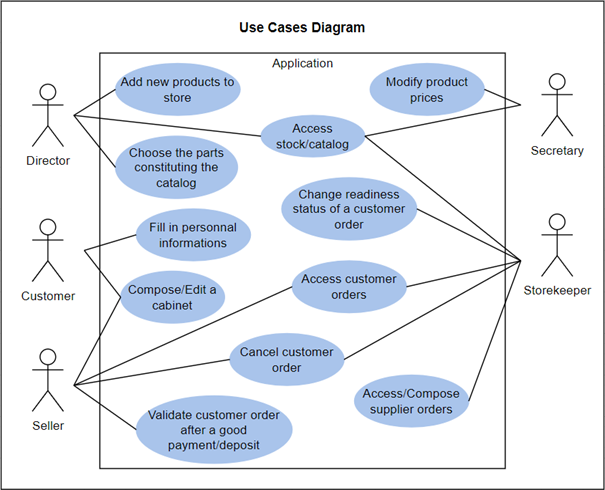 Use Cases Diagram
Application
Add new products to
store
Modify product
prices
Director
Access
stock/catalog
Secretary
Choose the parts
constituting the
catalog
Change readiness
status of a customer
order
Fill in personnal
informations
Customer
Storekeeper
Compose/Edit a
cabinet
Access customer
orders
Cancel customer
order
Seller
Access/Compose
supplier orders
Validate customer order
after a good
payment/deposit